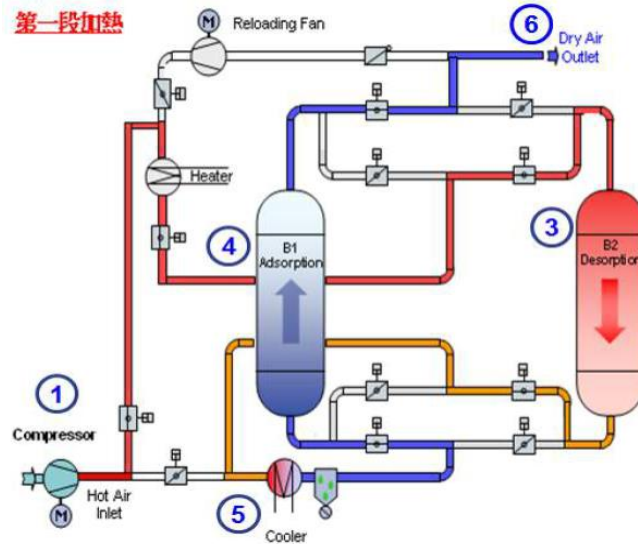 第一段加熱
M
Reloading Fan
6
Dry Air
Outlet
Heater
4
B1
Adsorption
3
B2
Desorption
1
Compressor
M
Hot Air
Inlet
5
Cooler